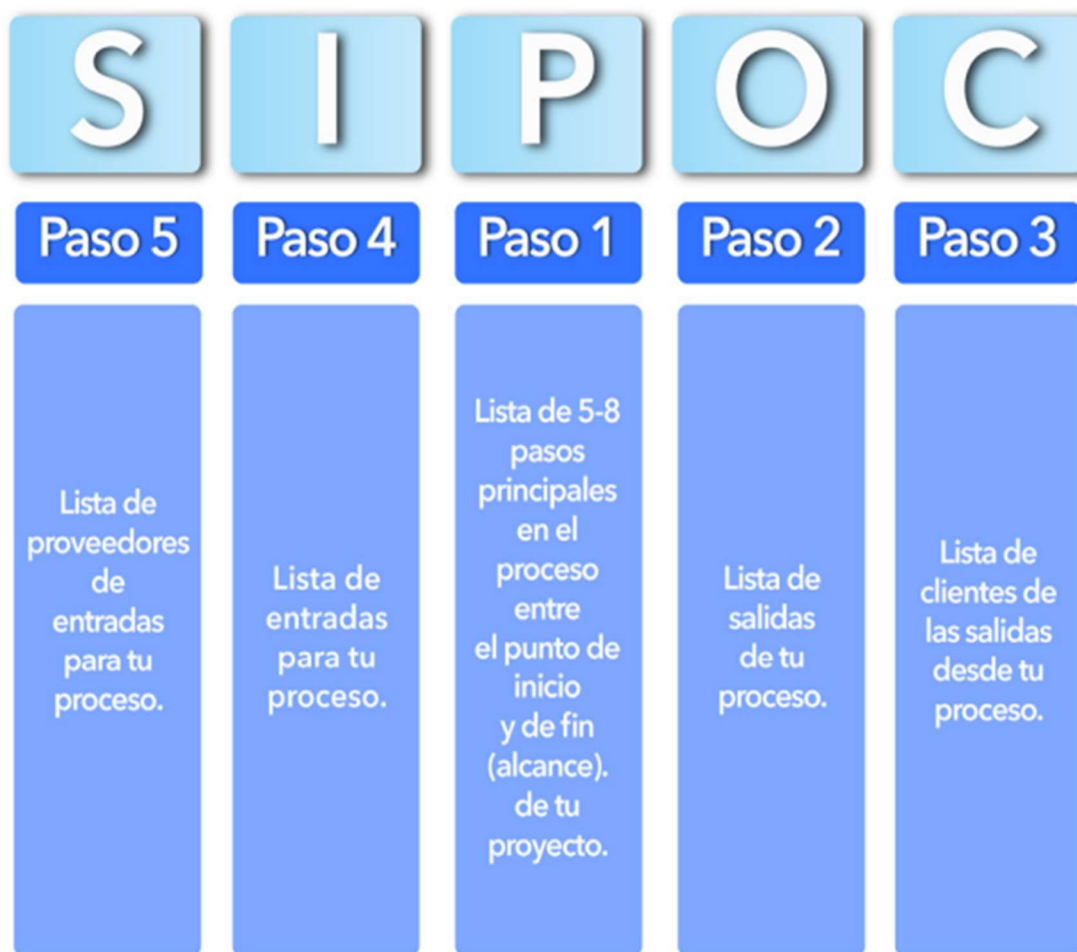 S
I
P
O
C
Paso 5
Paso 4
Paso 1
Paso 2
Paso 3
Lista de
proveedores
de
entradas
para tu
proceso.
Lista de
entradas
para tu
proceso.
Lista de 5-8
pasos
principales
en el
proceso
entre
el punto de
inicio
y de fin
(alcance).
de tu
proyecto.
Lista de
salidas
de tu
proceso.
Lista de
clientes de
las salidas
desde tu
proceso.